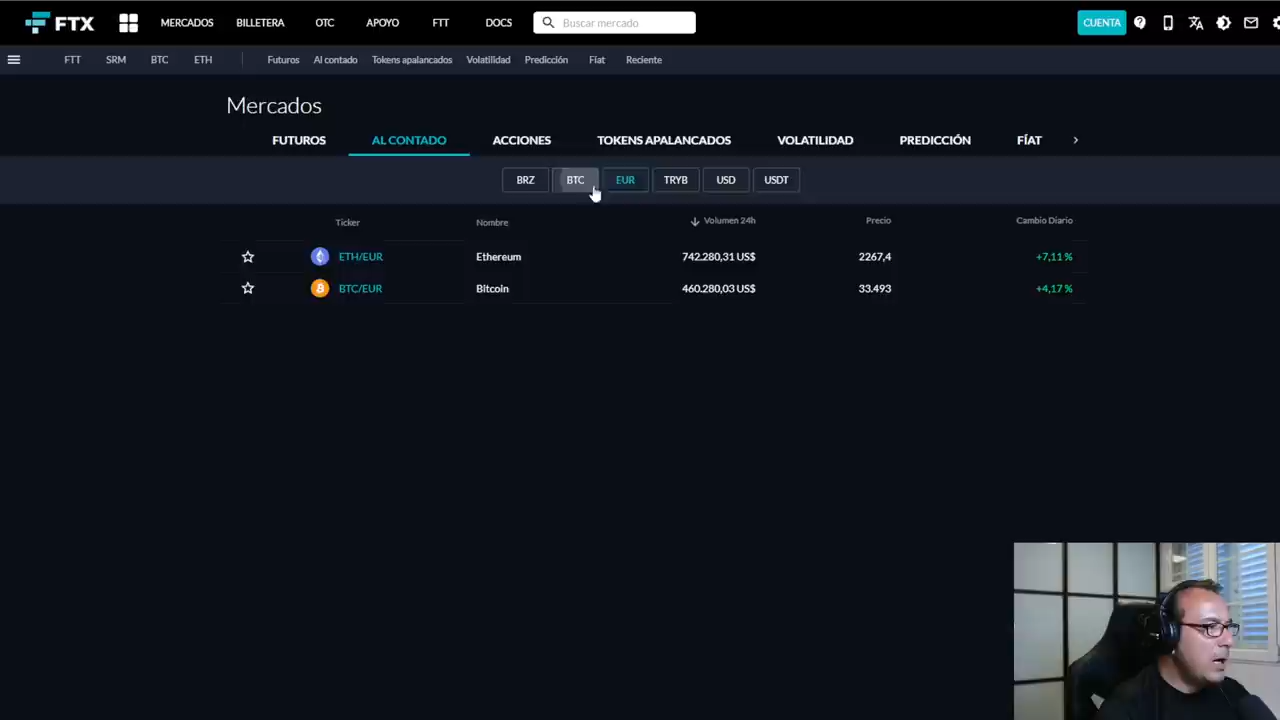 FTX MERCADOS BILLETERA OTC APOYO FTT DOCS Buscar mercado CUENTA
FTT SRM BTC ETH Futuros Al contado Tokens apalancados Volatilidad Predicción Fíat Reciente
Mercados
FUTUROS AL CONTADO ACCIONES TOKENS APALANCADOS VOLATILIDAD PREDICCIÓN FÍAT
BRZ BTC EUR TRYB USD USDT
Ticker Nombre Volumen 24h Precio Cambio Diario
ETH/EUR Ethereum 742.280,31 US$ 2267,4 +7,11 %
BTC/EUR Bitcoin 460.280,03 US$ 33.493 +4,17 %